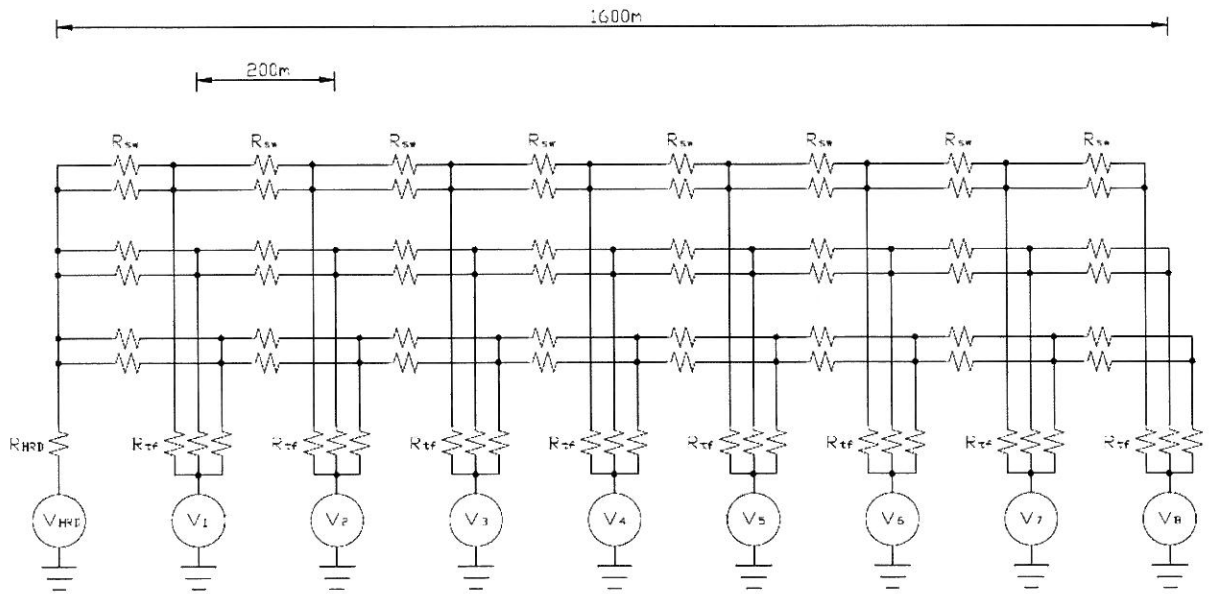 1600m
200m
Rsw Rsw Rsw Rsw Rsw Rsw Rsw Rsw
RHRD Rtf Rtf Rtf Rtf Rtf Rtf Rtf Rtf
VHRD V1 V2 V3 V4 V5 V6 V7 V8